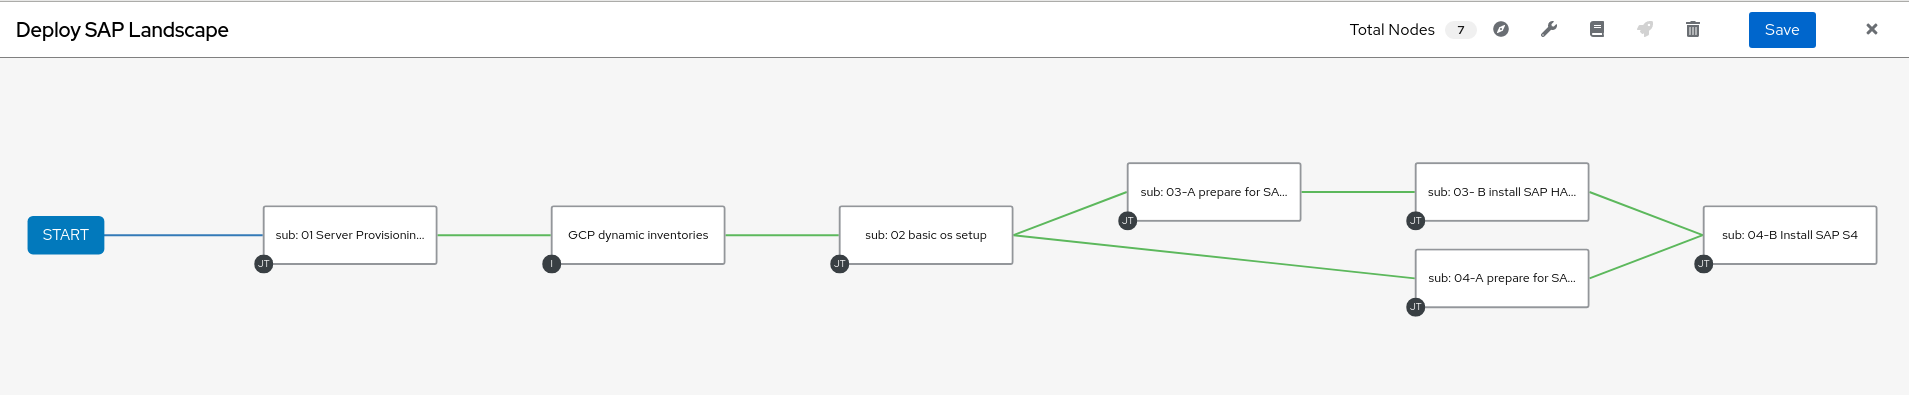 Deploy SAP Landscape
Total Nodes 7
Save
START
sub: 01 Server Provisionin...
JT
GCP dynamic inventories
I
sub: 02 basic os setup
JT
sub: 03-A prepare for SA...
JT
sub: 03- B install SAP HA...
JT
sub: 04-A prepare for SA...
JT
sub: 04-B Install SAP S4
JT